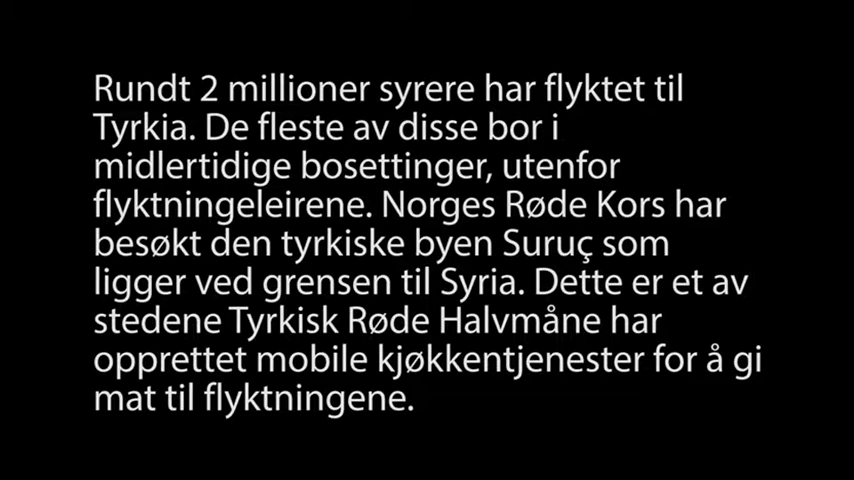 Rundt 2 millioner syrere har flyktet til
Tyrkia. De fleste av disse bor i
midlertidige bosettinger, utenfor
flyktningeleirene. Norges Røde Kors har
besøkt den tyrkiske byen Suruç som
ligger ved grensen til Syria. Dette er et av
stedene Tyrkisk Røde Halvmåne har
opprettet mobile kjøkkentjenester for å gi
mat til flyktningene.